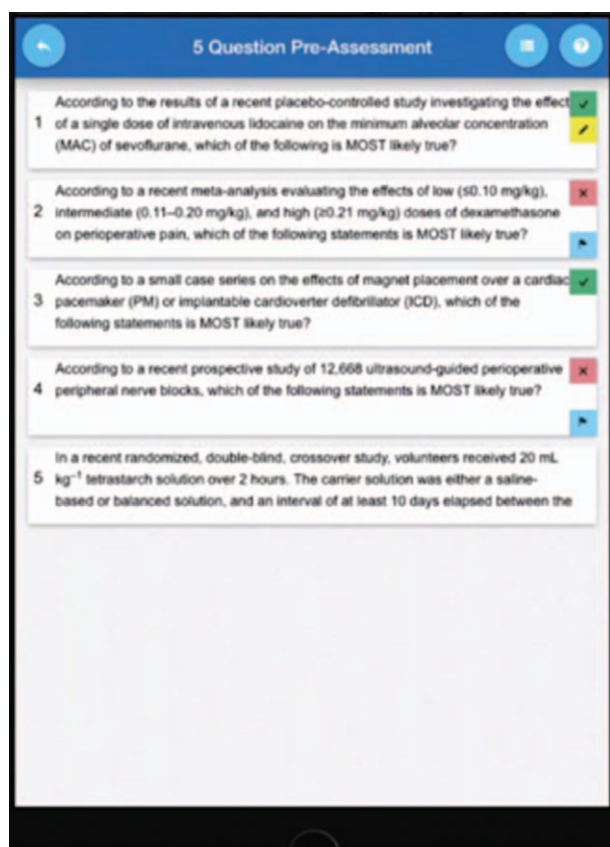 5 Question Pre-Assessment
?
According to the results of a recent placebo-controlled study investigating the effect
1 of a single dose of intravenous lidocaine on the minimum alveolar concentration
(MAC) of sevoflurane, which of the following is MOST likely true?
According to a recent meta-analysis evaluating the effects of low (≤0.10 mg/kg),
2 intermediate (0.11–0.20 mg/kg), and high (≥0.21 mg/kg) doses of dexamethasone
on perioperative pain, which of the following statements is MOST likely true?
According to a small case series on the effects of magnet placement over a cardiac
3 pacemaker (PM) or implantable cardioverter defibrillator (ICD), which of the
following statements is MOST likely true?
According to a recent prospective study of 12,668 ultrasound-guided perioperative
4 peripheral nerve blocks, which of the following statements is MOST likely true?
In a recent randomized, double-blind, crossover study, volunteers received 20 mL
5 kg⁻¹ tetrastarch solution over 2 hours. The carrier solution was either a saline-
based or balanced solution, and an interval of at least 10 days elapsed between the